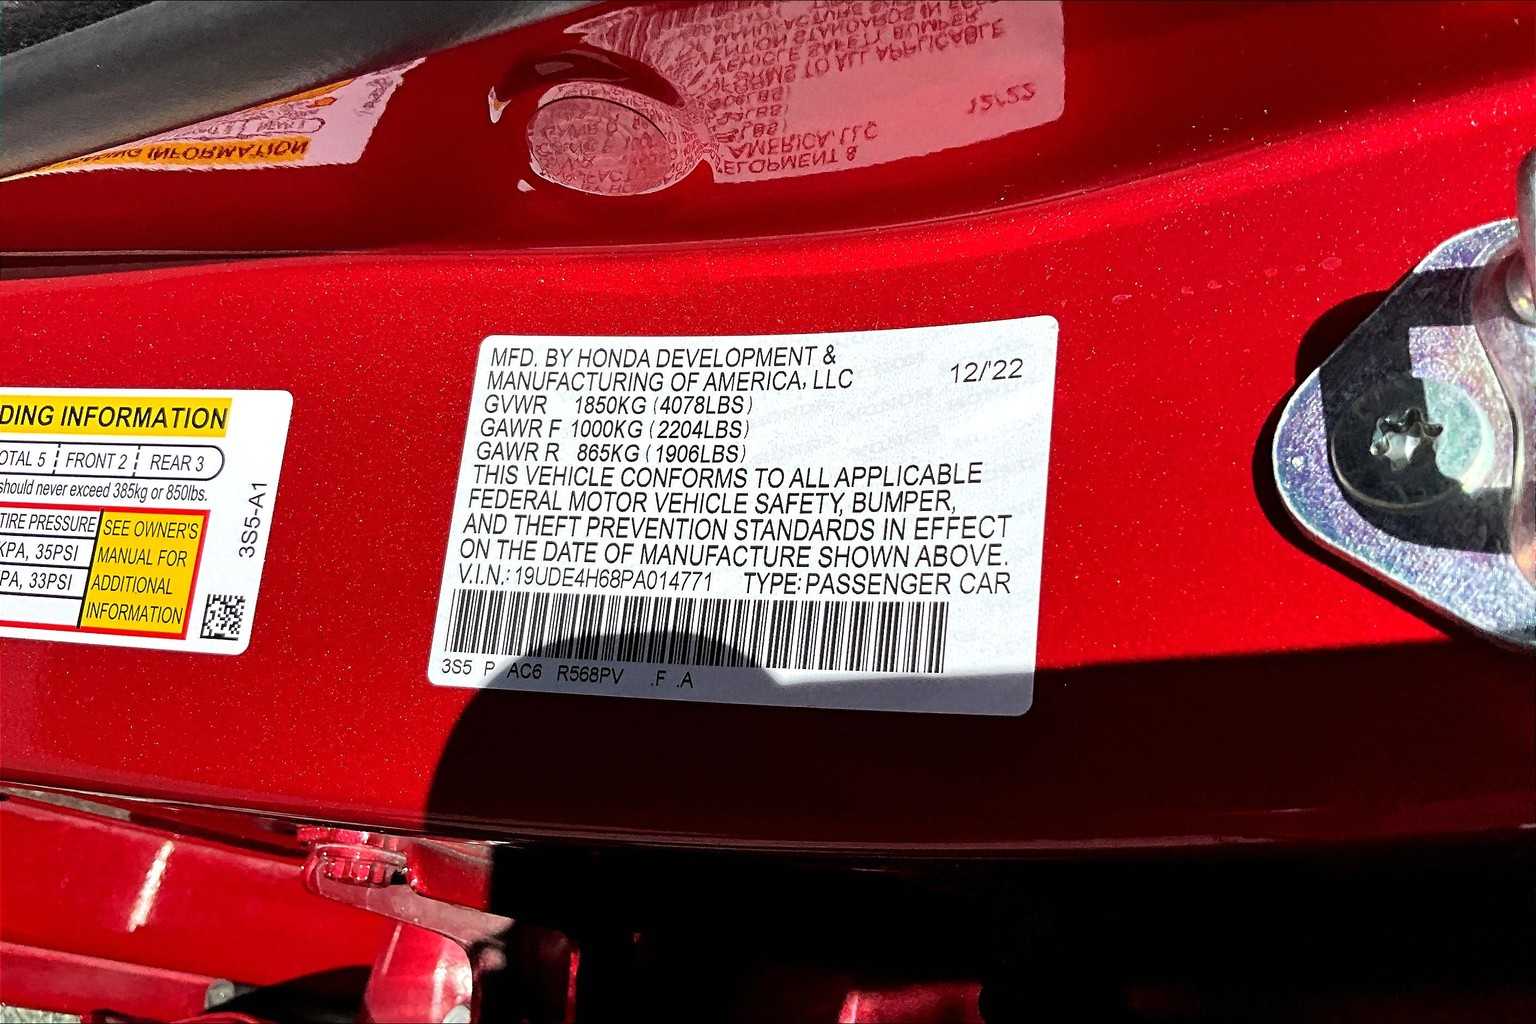 MFD. BY HONDA DEVELOPMENT &
MANUFACTURING OF AMERICA, LLC
12/'22
GVWR 1850KG (4078LBS)
GAWR F 1000KG (2204LBS)
GAWR R 865KG (1906LBS)
THIS VEHICLE CONFORMS TO ALL APPLICABLE
FEDERAL MOTOR VEHICLE SAFETY, BUMPER,
AND THEFT PREVENTION STANDARDS IN EFFECT
ON THE DATE OF MANUFACTURE SHOWN ABOVE.
V.I.N.: 19UDE4H68PA014771 TYPE: PASSENGER CAR
3S5 P AC6 R568PV .F .A
DING INFORMATION
OTAL 5 FRONT 2 REAR 3
should never exceed 385kg or 850lbs.
TIRE PRESSURE
KPA, 35PSI
PA, 33PSI
SEE OWNER'S
MANUAL FOR
ADDITIONAL
INFORMATION
3S5-A1